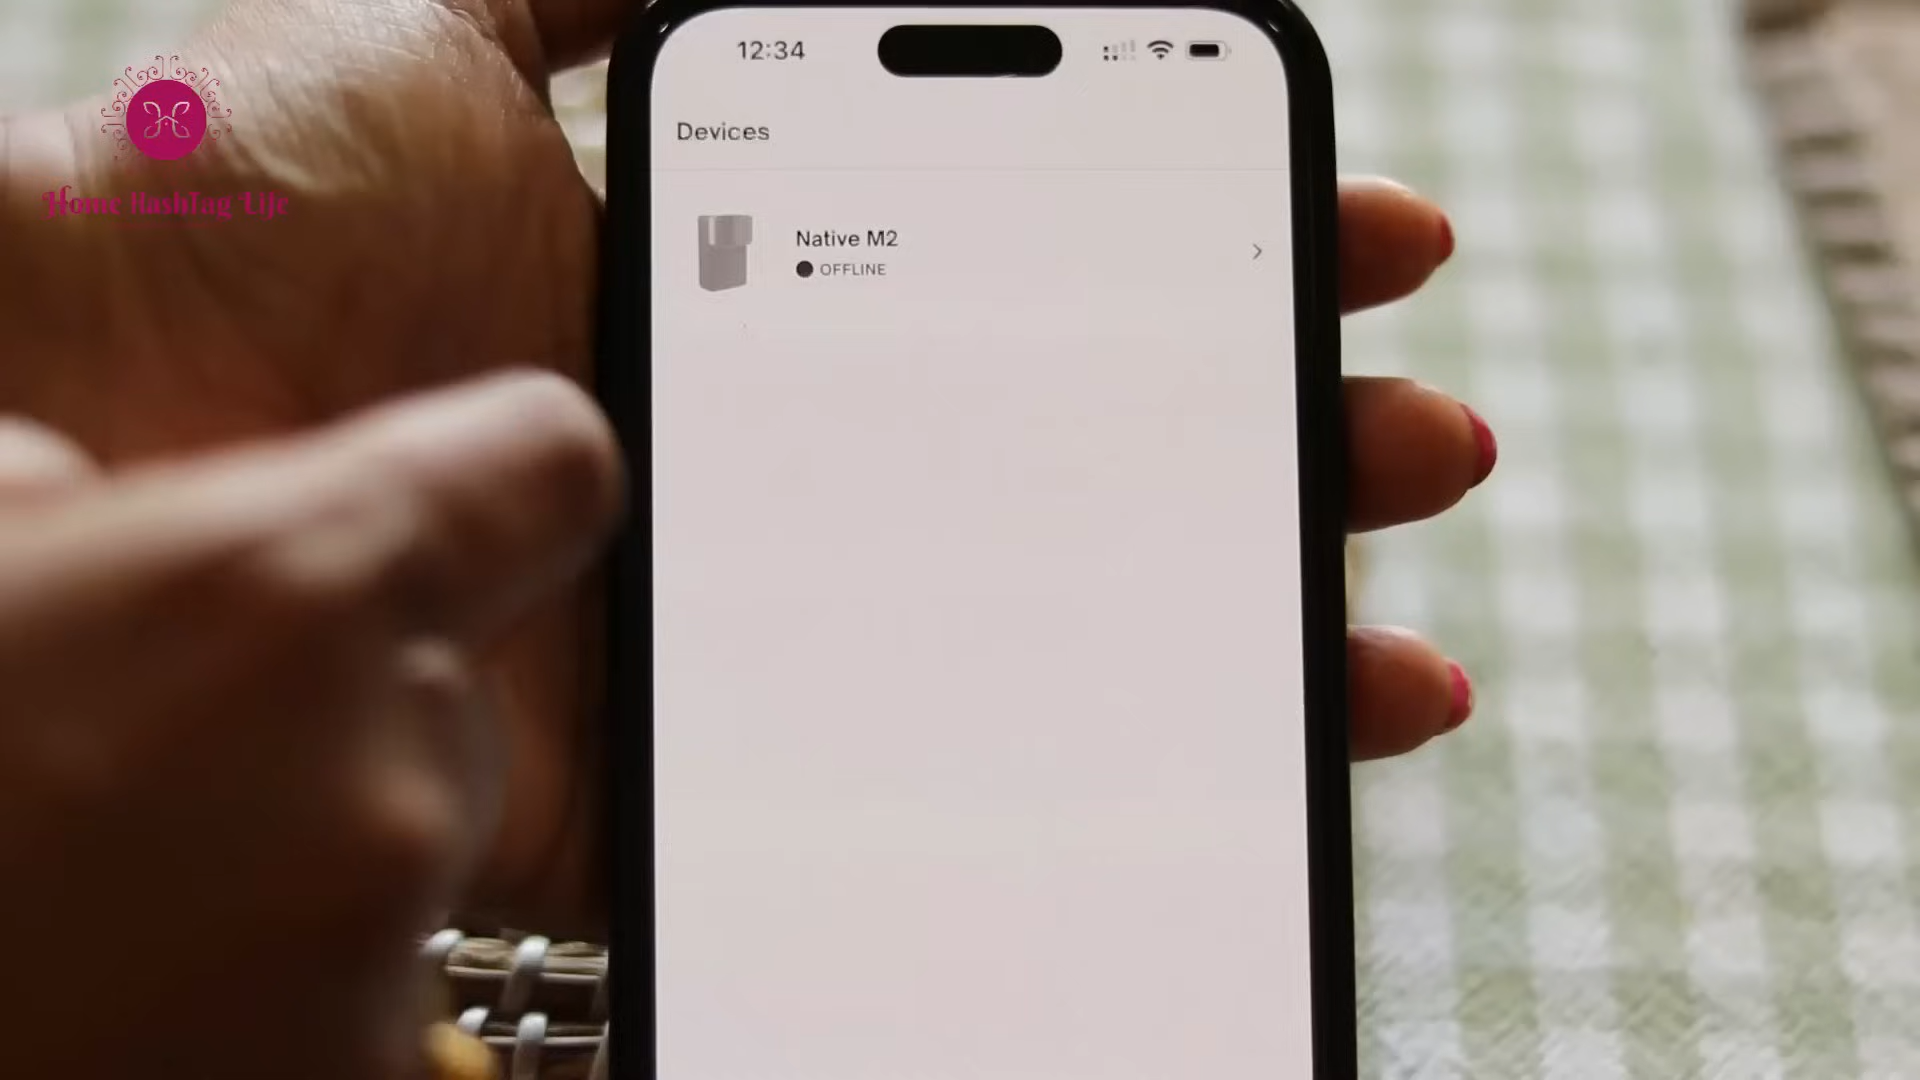 12:34
Devices
Native M2
OFFLINE
Home HashTag Life